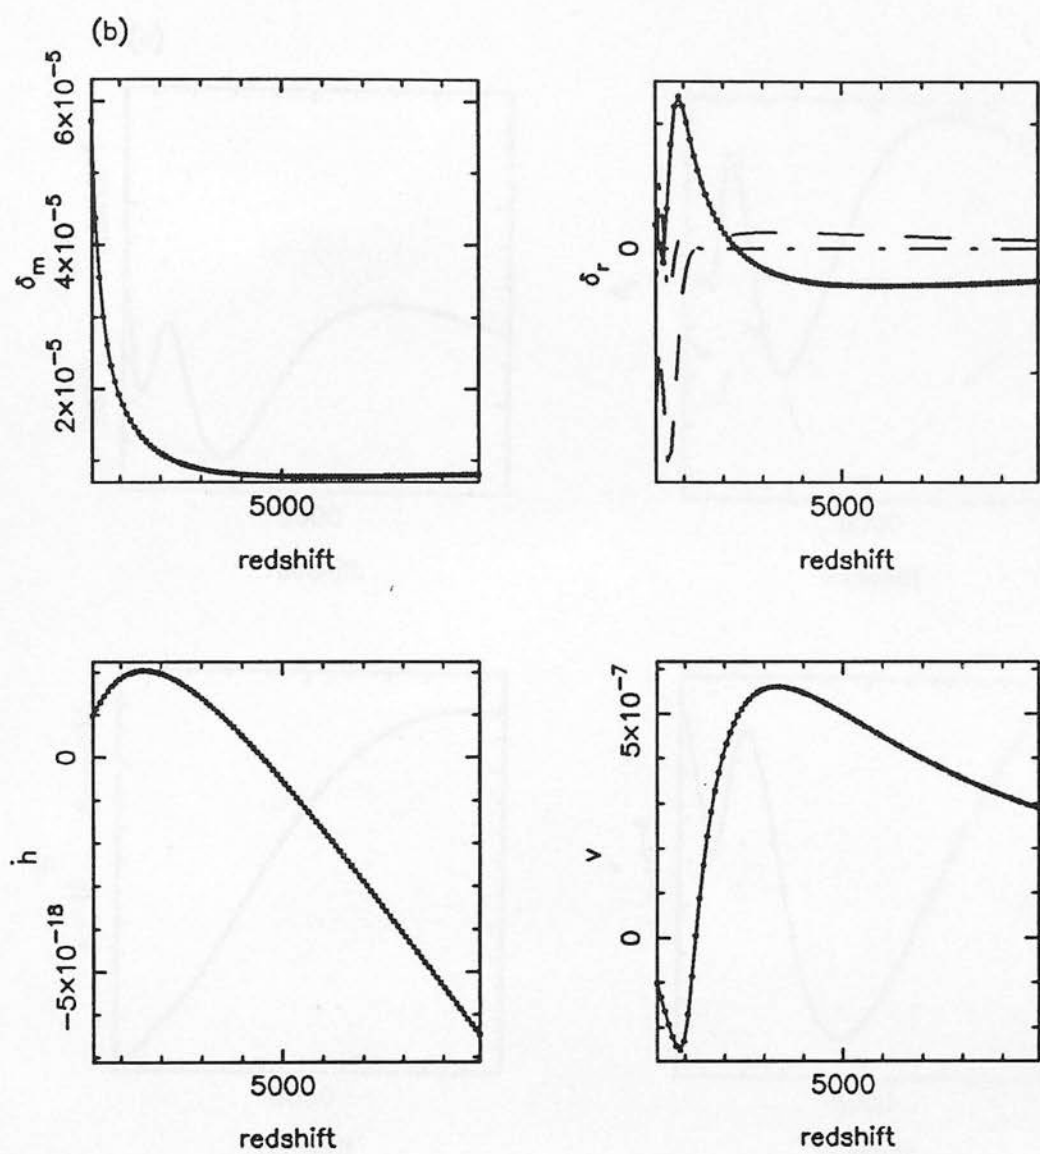 (b)
6×10⁻⁵
4×10⁻⁵
2×10⁻⁵
δₘ
5000
redshift
0
δᵣ
5000
redshift
0
−5×10⁻¹⁸
ḣ
5000
redshift
5×10⁻⁷
0
v
5000
redshift